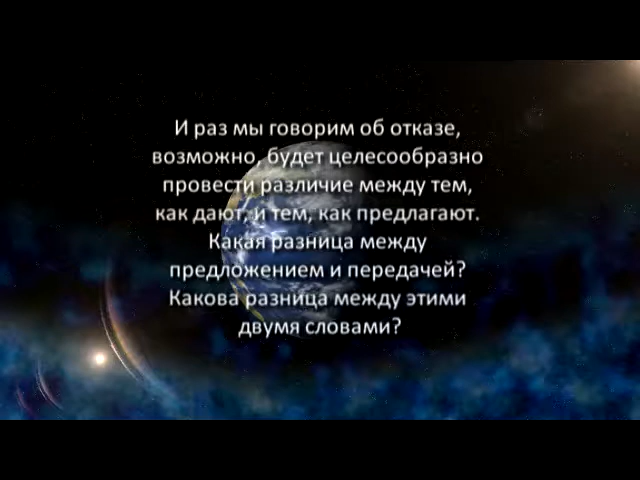 И раз мы говорим об отказе,
возможно, будет целесообразно
провести различие между тем,
как дают, и тем, как предлагают.
Какая разница между
предложением и передачей?
Какова разница между этими
двумя словами?